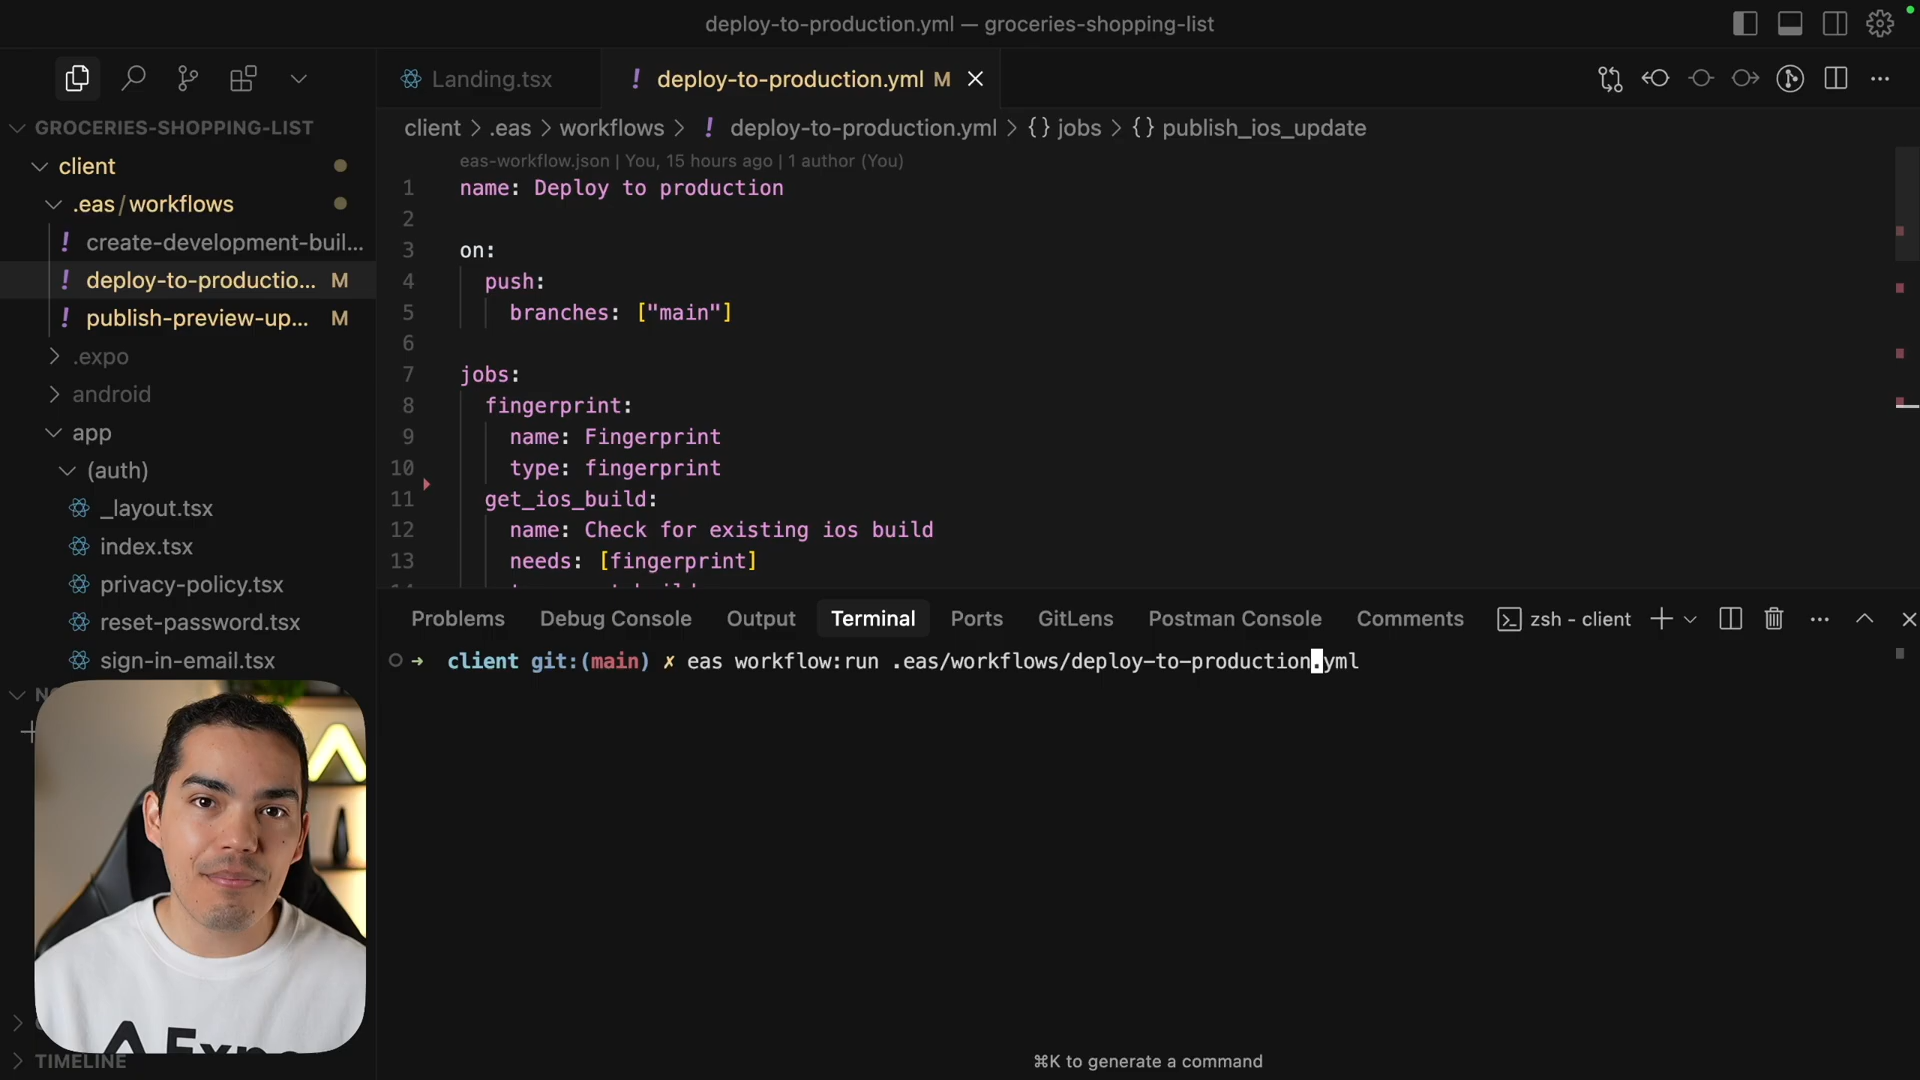 deploy-to-production.yml — groceries-shopping-list
Landing.tsx
! deploy-to-production.yml M
GROCERIES-SHOPPING-LIST
client
.eas/workflows
! create-development-buil...
! deploy-to-productio... M
! publish-preview-up... M
.expo
android
app
(auth)
_layout.tsx
index.tsx
privacy-policy.tsx
reset-password.tsx
sign-in-email.tsx
TIMELINE
client > .eas > workflows > ! deploy-to-production.yml > {} jobs > {} publish_ios_update
eas-workflow.json | You, 15 hours ago | 1 author (You)
1 name: Deploy to production
2
3 on:
4 push:
5 branches: ["main"]
6
7 jobs:
8 fingerprint:
9 name: Fingerprint
10 type: fingerprint
11 get_ios_build:
12 name: Check for existing ios build
13 needs: [fingerprint]
Problems Debug Console Output Terminal Ports GitLens Postman Console Comments zsh - client
→ client git:(main) ✗ eas workflow:run .eas/workflows/deploy-to-production.yml
⌘K to generate a command